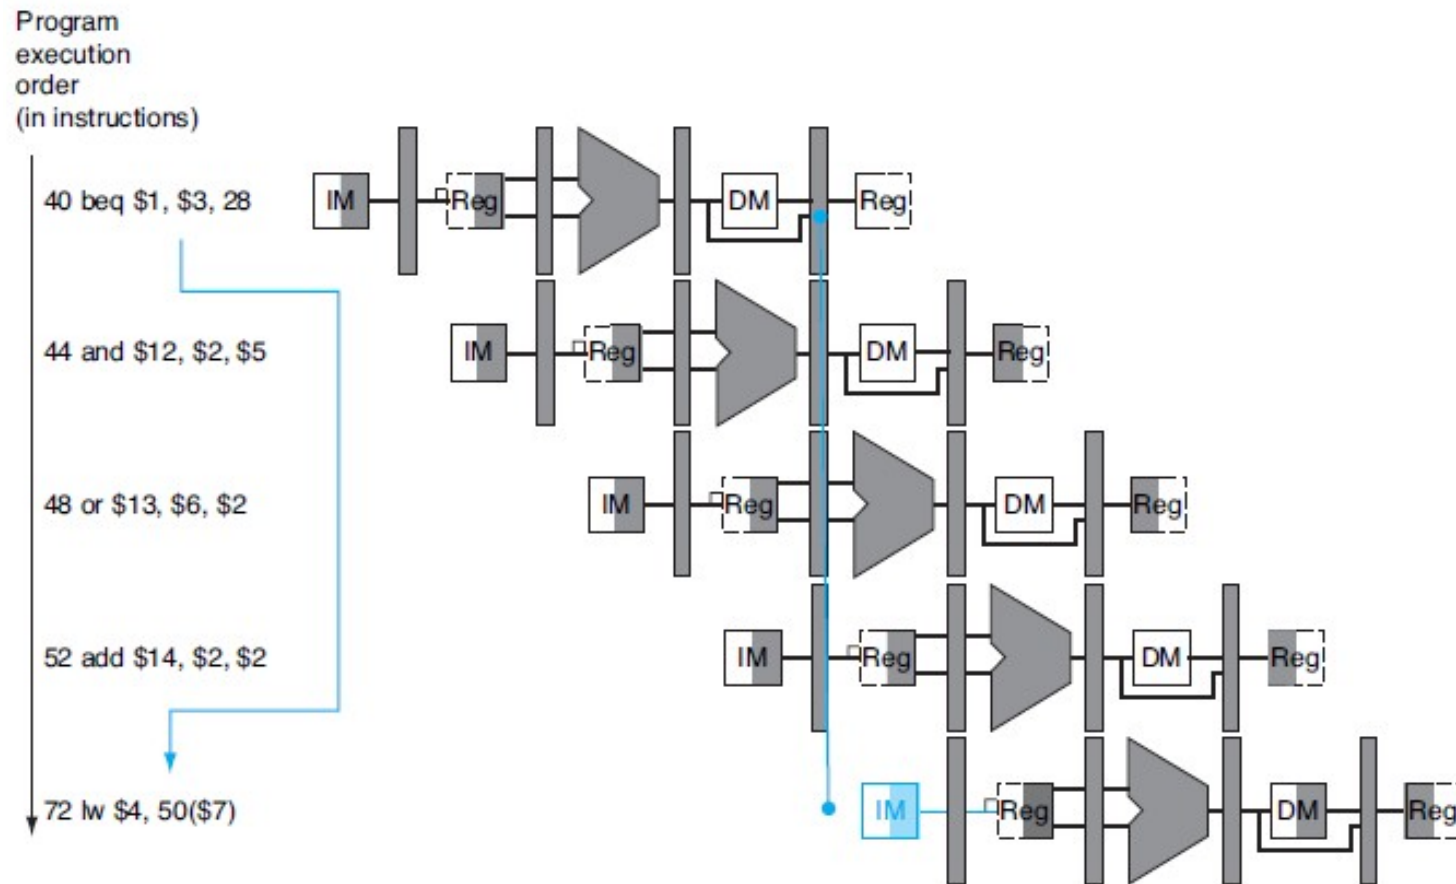 Program
execution
order
(in instructions)
40 beq $1, $3, 28
IM
Reg
DM
Reg
44 and $12, $2, $5
IM
Reg
DM
Reg
48 or $13, $6, $2
IM
Reg
DM
Reg
52 add $14, $2, $2
IM
Reg
DM
Reg
72 lw $4, 50($7)
IM
Reg
DM
Reg